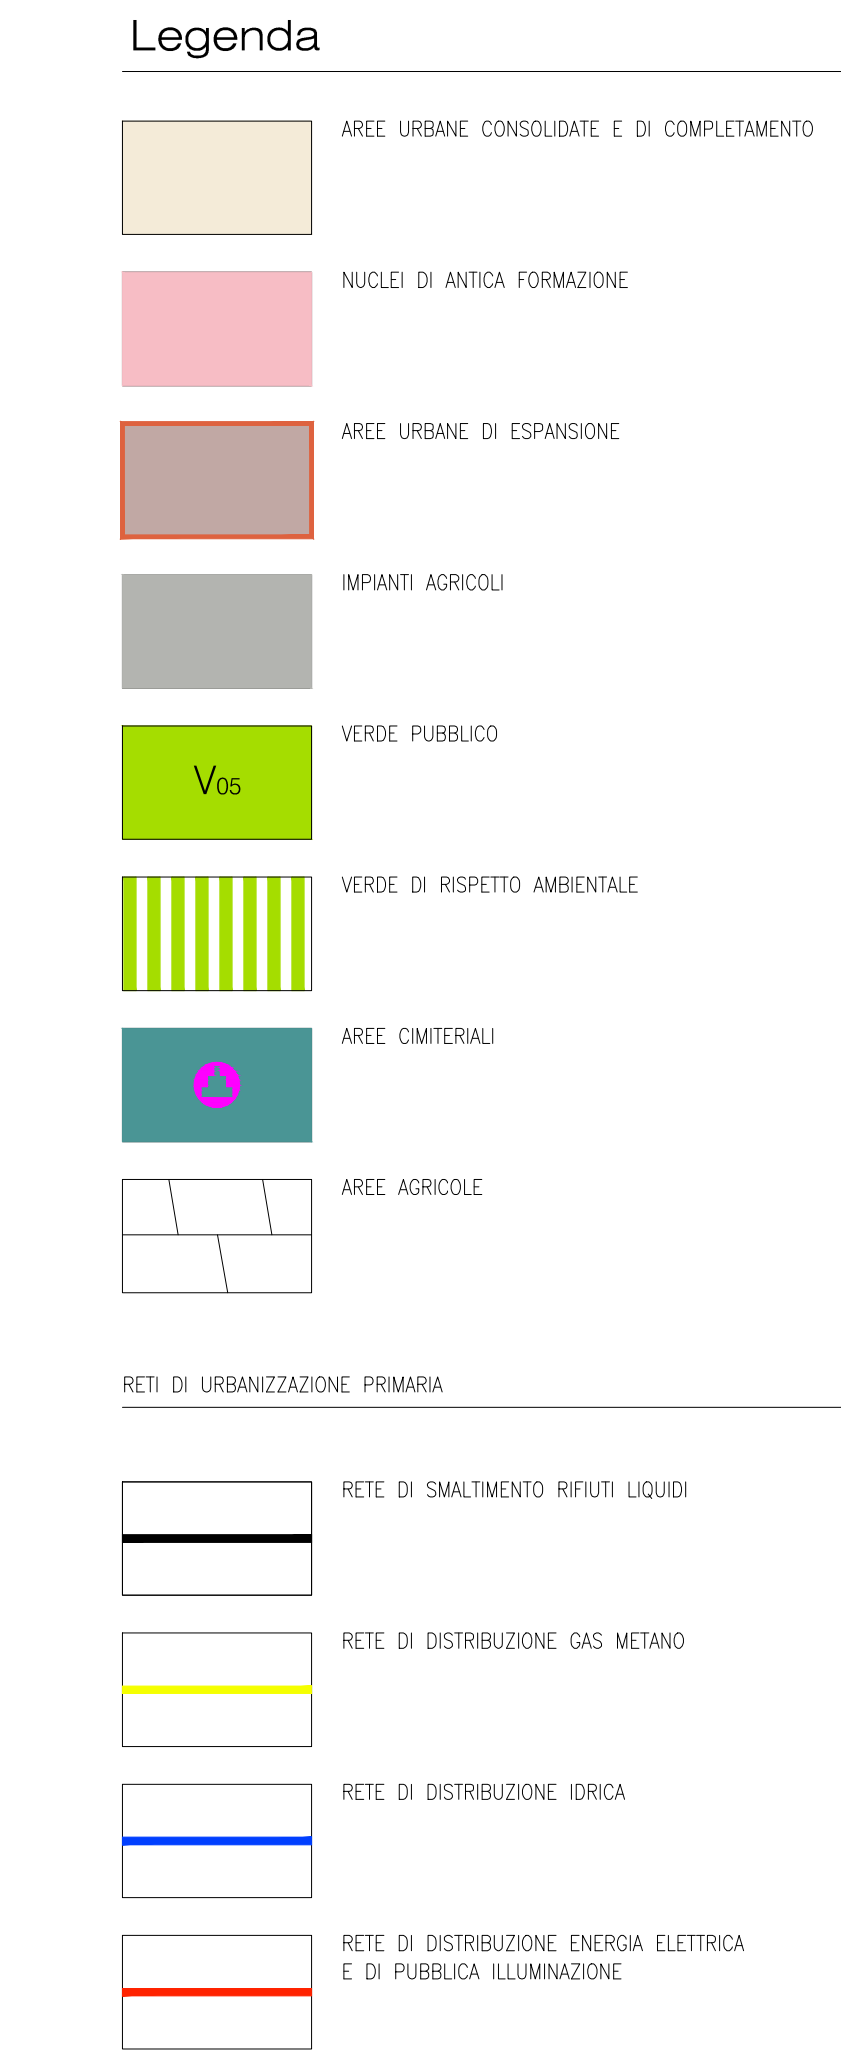 Legenda
AREE URBANE CONSOLIDATE E DI COMPLETAMENTO
NUCLEI DI ANTICA FORMAZIONE
AREE URBANE DI ESPANSIONE
IMPIANTI AGRICOLI
VERDE PUBBLICO
V05
VERDE DI RISPETTO AMBIENTALE
AREE CIMITERIALI
AREE AGRICOLE
RETI DI URBANIZZAZIONE PRIMARIA
RETE DI SMALTIMENTO RIFIUTI LIQUIDI
RETE DI DISTRIBUZIONE GAS METANO
RETE DI DISTRIBUZIONE IDRICA
RETE DI DISTRIBUZIONE ENERGIA ELETTRICA
E DI PUBBLICA ILLUMINAZIONE